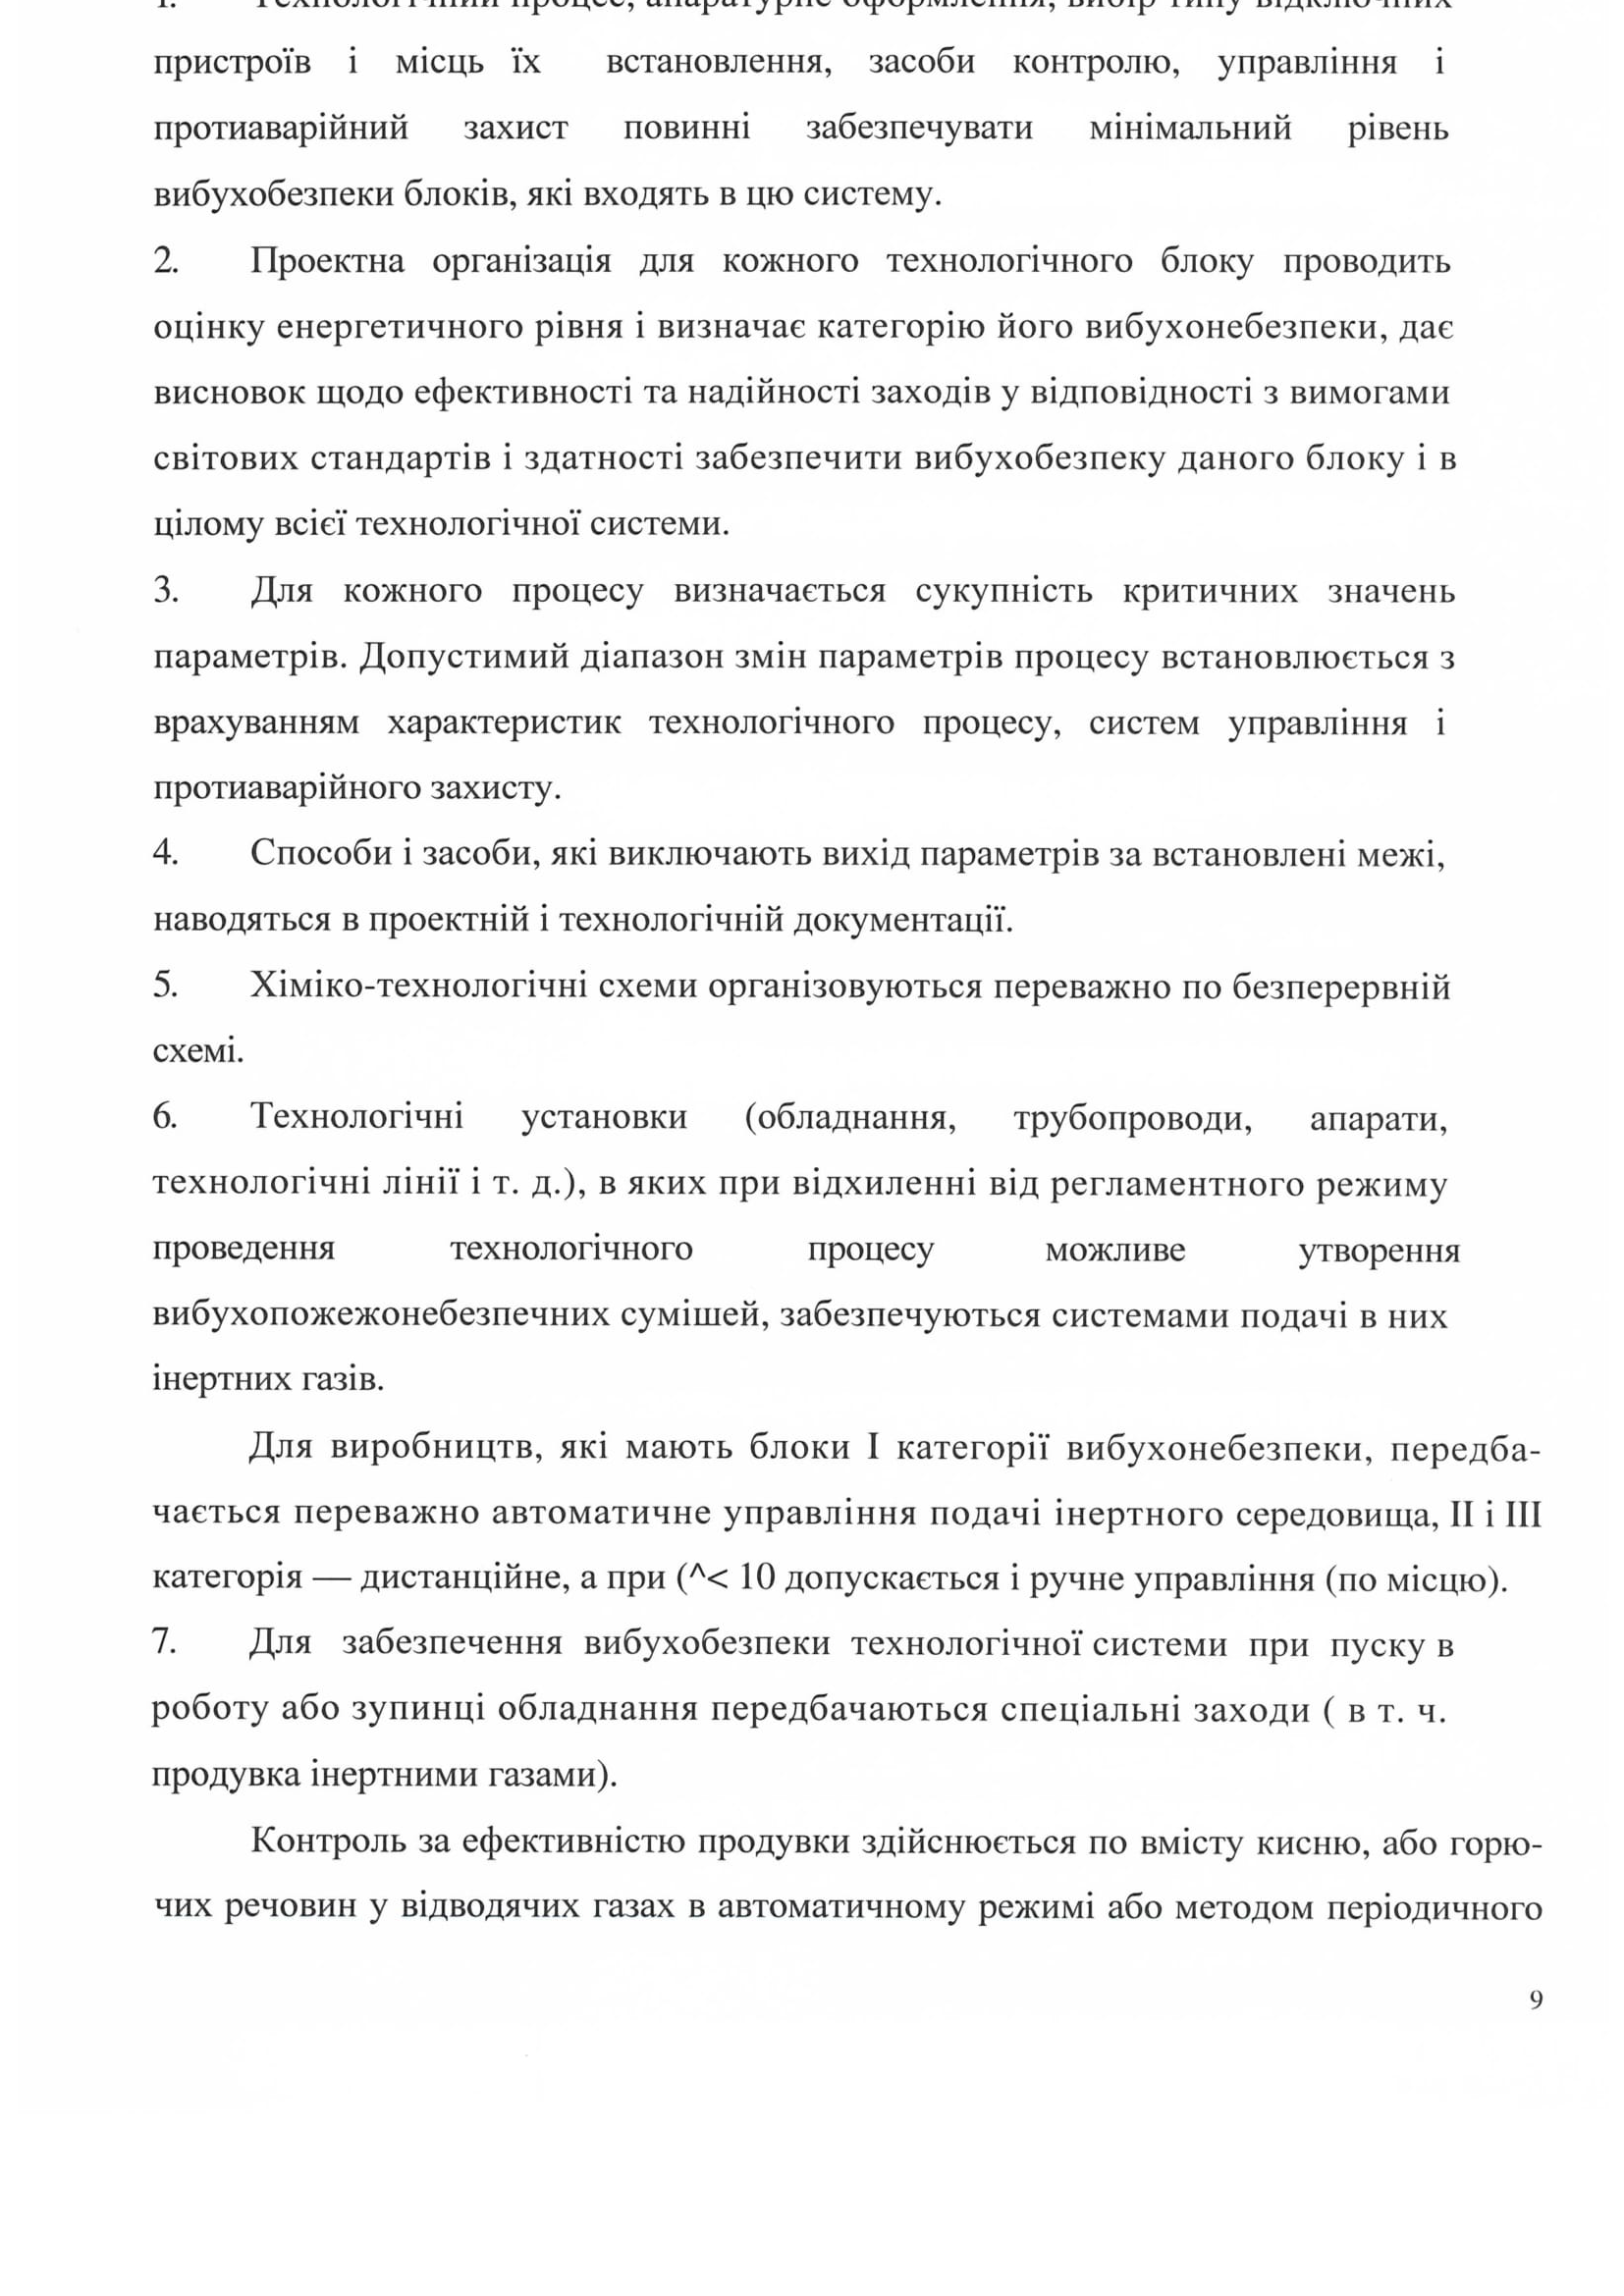 1. Технологічний процес, апаратурне оформлення, вибір типу відключних
пристроїв і місць їх встановлення, засоби контролю, управління і
протиаварійний захист повинні забезпечувати мінімальний рівень
вибухобезпеки блоків, які входять в цю систему.
2. Проектна організація для кожного технологічного блоку проводить
оцінку енергетичного рівня і визначає категорію його вибухонебезпеки, дає
висновок щодо ефективності та надійності заходів у відповідності з вимогами
світових стандартів і здатності забезпечити вибухобезпеку даного блоку і в
цілому всієї технологічної системи.
3. Для кожного процесу визначається сукупність критичних значень
параметрів. Допустимий діапазон змін параметрів процесу встановлюється з
врахуванням характеристик технологічного процесу, систем управління і
протиаварійного захисту.
4. Способи і засоби, які виключають вихід параметрів за встановлені межі,
наводяться в проектній і технологічній документації.
5. Хіміко-технологічні схеми організовуються переважно по безперервній
схемі.
6. Технологічні установки (обладнання, трубопроводи, апарати,
технологічні лінії і т. д.), в яких при відхиленні від регламентного режиму
проведення технологічного процесу можливе утворення
вибухопожежонебезпечних сумішей, забезпечуються системами подачі в них
інертних газів.
Для виробництв, які мають блоки І категорії вибухонебезпеки, передба-
чається переважно автоматичне управління подачі інертного середовища, ІІ і ІІІ
категорія — дистанційне, а при (^< 10 допускається і ручне управління (по місцю).
7. Для забезпечення вибухобезпеки технологічної системи при пуску в
роботу або зупинці обладнання передбачаються спеціальні заходи ( в т. ч.
продувка інертними газами).
Контроль за ефективністю продувки здійснюється по вмісту кисню, або горю-
чих речовин у відводячих газах в автоматичному режимі або методом періодичного
9